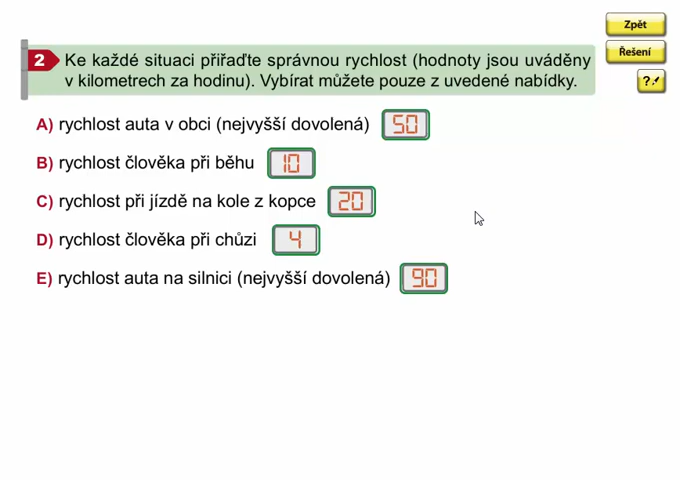 Zpět
Řešení
?
2 Ke každé situaci přiřaďte správnou rychlost (hodnoty jsou uváděny
v kilometrech za hodinu). Vybírat můžete pouze z uvedené nabídky.
A) rychlost auta v obci (nejvyšší dovolená) 50
B) rychlost člověka při běhu 10
C) rychlost při jízdě na kole z kopce 20
D) rychlost člověka při chůzi 4
E) rychlost auta na silnici (nejvyšší dovolená) 90